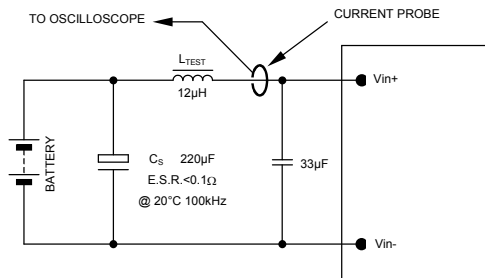 TO OSCILLOSCOPE
CURRENT PROBE
LTEST
12µH
Vin+
BATTERY
CS 220µF
E.S.R.<0.1Ω
@ 20°C 100kHz
33µF
Vin-